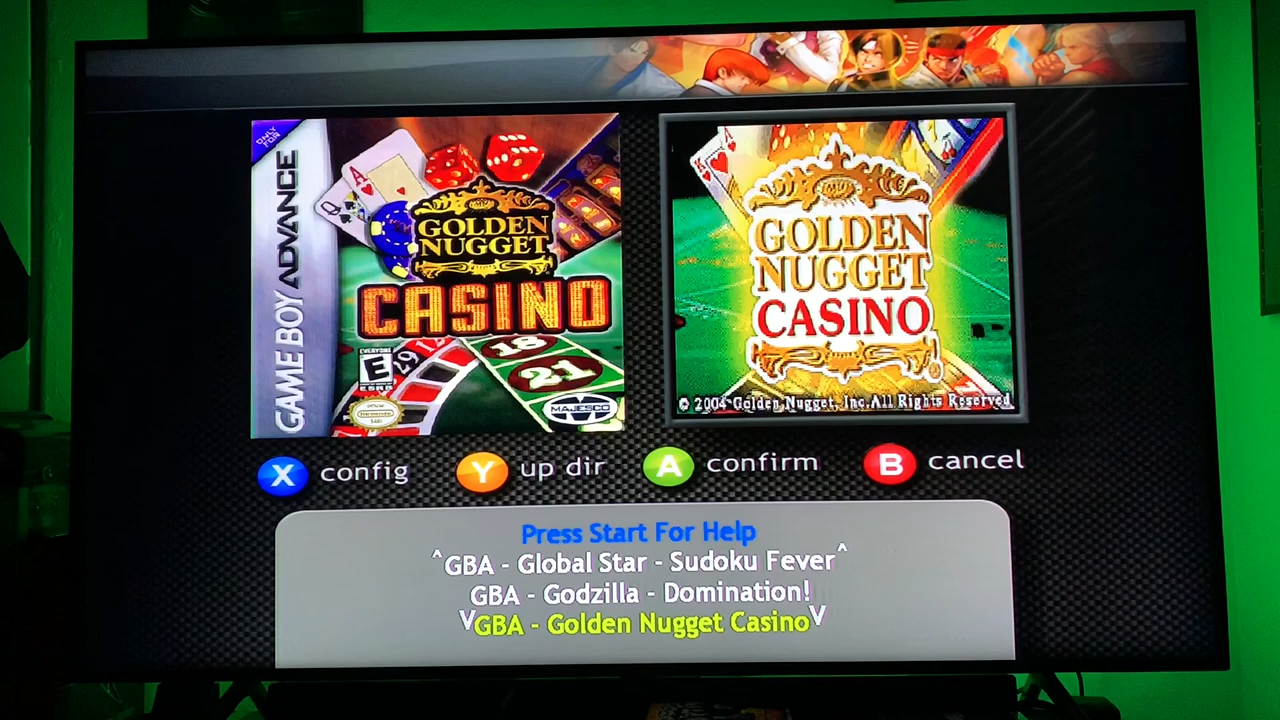 ONLY FOR
GAME BOY ADVANCE
A
Q
GOLDEN
NUGGET
CASINO
EVERYONE
E
ESRB
29
18
21
MAJESCO
A
GOLDEN
NUGGET
CASINO
© 2004 Golden Nugget, Inc.All Rights Reserved
X config
Y up dir
A confirm
B cancel
Press Start For Help
^GBA - Global Star - Sudoku Fever^
GBA - Godzilla - Domination!
VGBA - Golden Nugget CasinoV